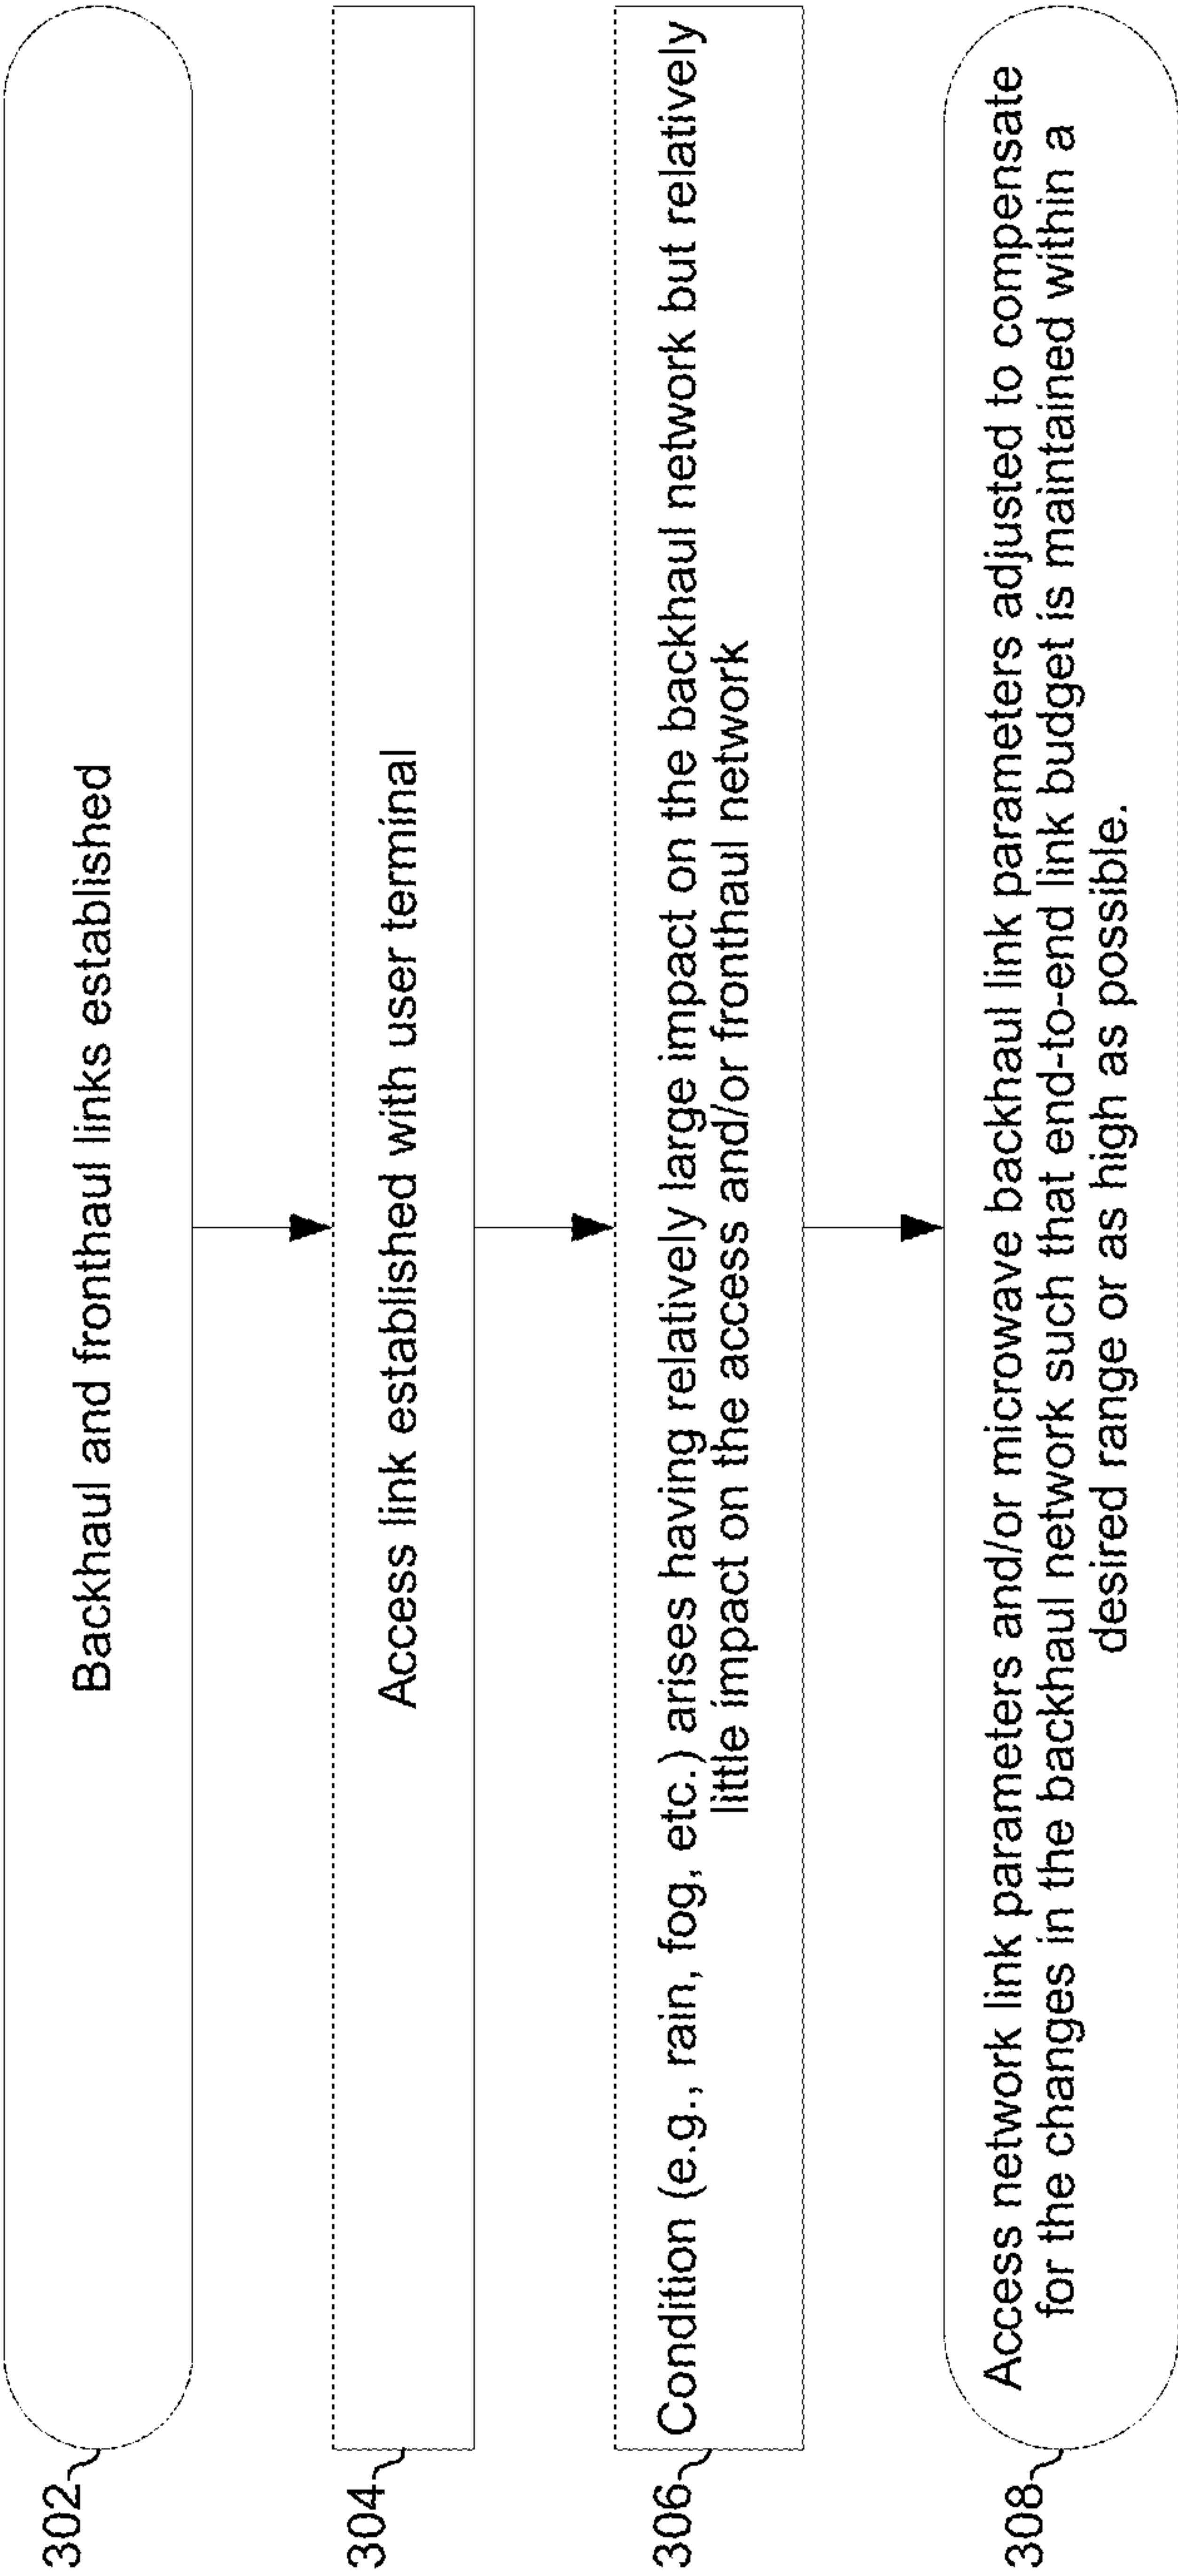 302
Backhaul and fronthaul links established
304
Access link established with user terminal
306
Condition (e.g., rain, fog, etc.) arises having relatively large impact on the backhaul network but relatively
little impact on the access and/or fronthaul network
308
Access network link parameters and/or microwave backhaul link parameters adjusted to compensate
for the changes in the backhaul network such that end-to-end link budget is maintained within a
desired range or as high as possible.